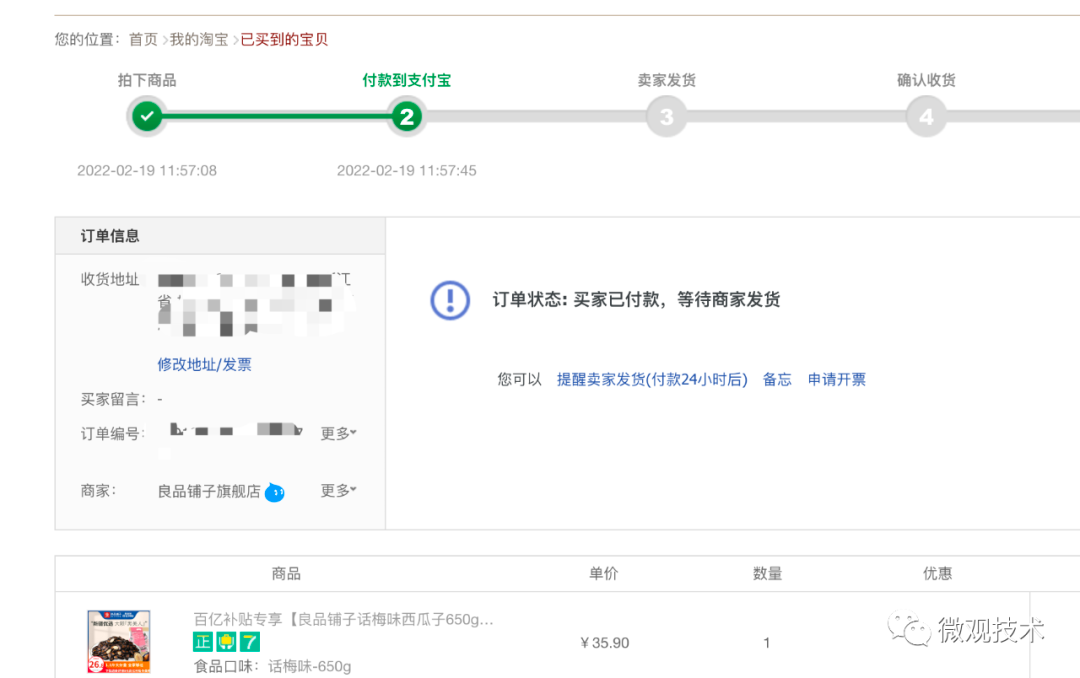 您的位置： 首页 >我的淘宝 >已买到的宝贝
拍下商品 付款到支付宝 卖家发货 确认收货
2 3 4
2022-02-19 11:57:08 2022-02-19 11:57:45
订单信息
收货地址 江
省
修改地址/发票
买家留言： -
订单编号: 更多
商家： 良品铺子旗舰店 更多
订单状态: 买家已付款，等待商家发货
您可以 提醒卖家发货(付款24小时后) 备忘 申请开票
商品 单价 数量 优惠
百亿补贴专享【良品铺子话梅味西瓜子650g...
正 7
食品口味： 话梅味-650g
¥35.90 1
微观技术